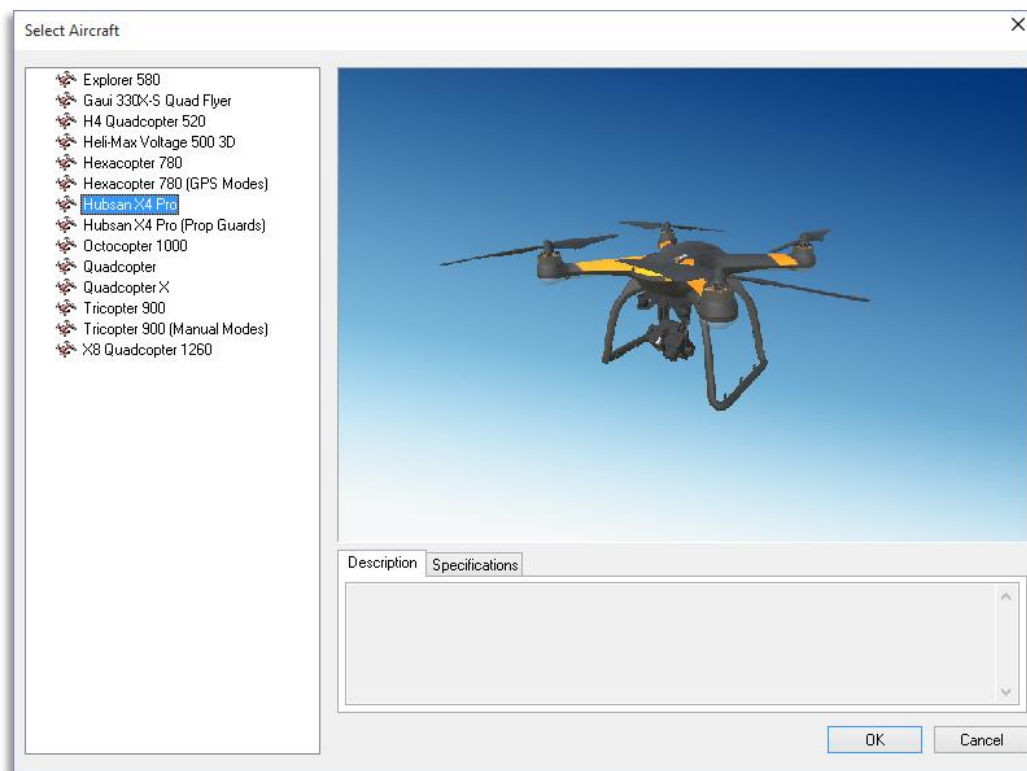 Select Aircraft
Explorer 580
Gaui 330X-S Quad Flyer
H4 Quadcopter 520
Heli-Max Voltage 500 3D
Hexacopter 780
Hexacopter 780 (GPS Modes)
Hubsan X4 Pro
Hubsan X4 Pro (Prop Guards)
Octocopter 1000
Quadcopter
Quadcopter X
Tricopter 900
Tricopter 900 (Manual Modes)
X8 Quadcopter 1260
Description Specifications
OK Cancel